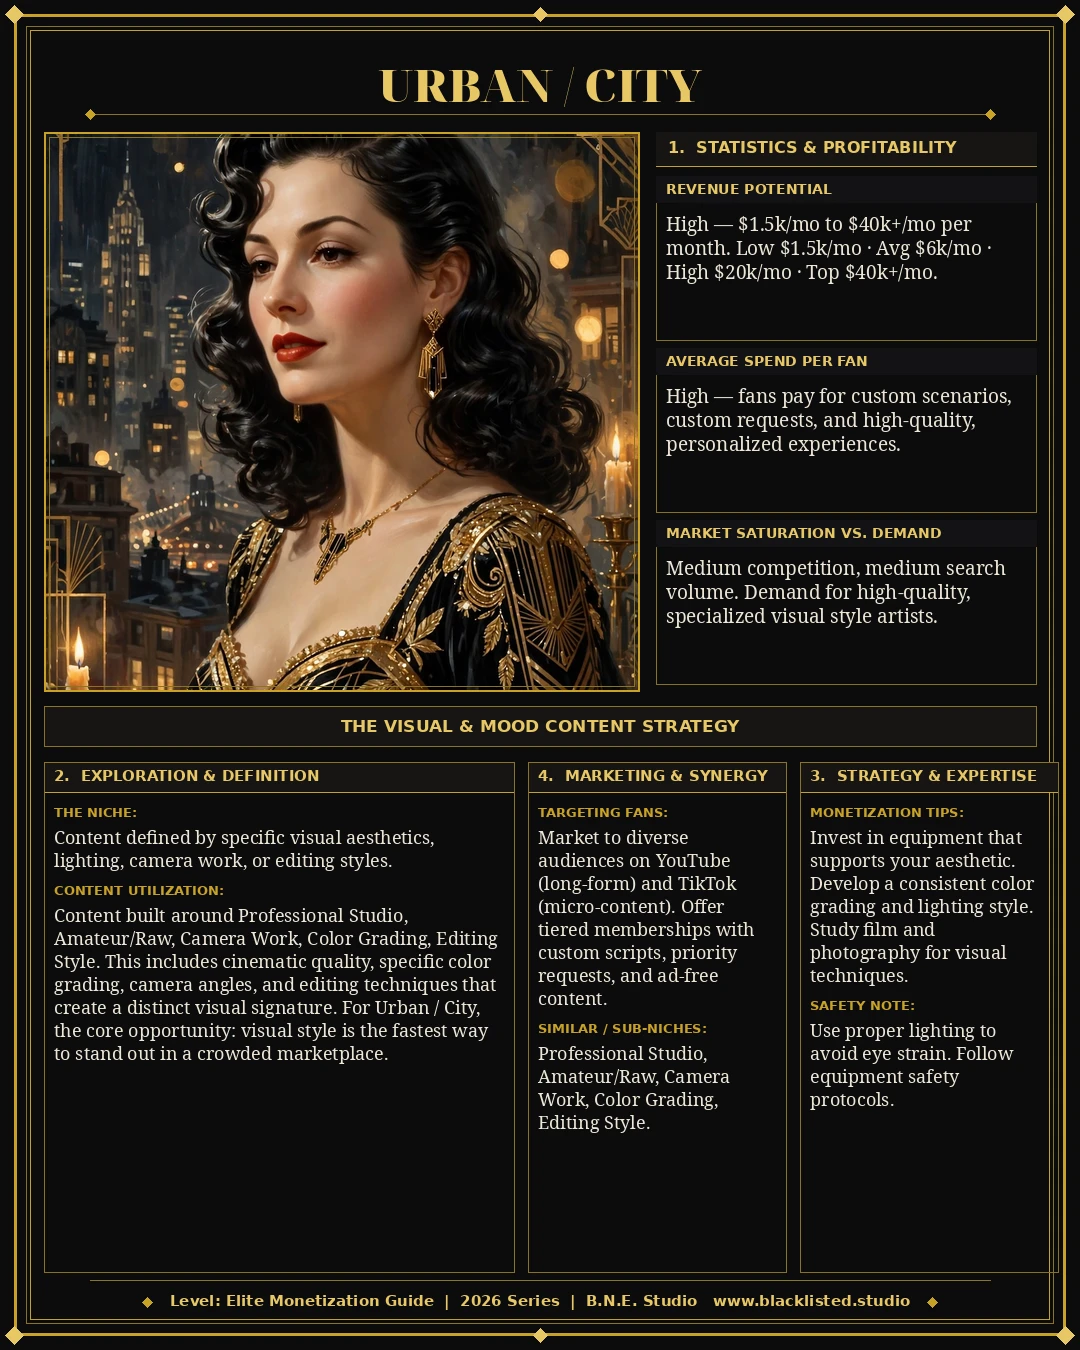 URBAN / CITY
1. STATISTICS & PROFITABILITY
REVENUE POTENTIAL
High — $1.5k/mo to $40k+/mo per
month. Low $1.5k/mo · Avg $6k/mo ·
High $20k/mo · Top $40k+/mo.
AVERAGE SPEND PER FAN
High — fans pay for custom scenarios,
custom requests, and high-quality,
personalized experiences.
MARKET SATURATION VS. DEMAND
Medium competition, medium search
volume. Demand for high-quality,
specialized visual style artists.
THE VISUAL & MOOD CONTENT STRATEGY
2. EXPLORATION & DEFINITION
THE NICHE:
Content defined by specific visual aesthetics,
lighting, camera work, or editing styles.
CONTENT UTILIZATION:
Content built around Professional Studio,
Amateur/Raw, Camera Work, Color Grading, Editing
Style. This includes cinematic quality, specific color
grading, camera angles, and editing techniques that
create a distinct visual signature. For Urban / City,
the core opportunity: visual style is the fastest way
to stand out in a crowded marketplace.
4. MARKETING & SYNERGY
TARGETING FANS:
Market to diverse
audiences on YouTube
(long-form) and TikTok
(micro-content). Offer
tiered memberships with
custom scripts, priority
requests, and ad-free
content.
SIMILAR / SUB-NICHES:
Professional Studio,
Amateur/Raw, Camera
Work, Color Grading,
Editing Style.
3. STRATEGY & EXPERTISE
MONETIZATION TIPS:
Invest in equipment that
supports your aesthetic.
Develop a consistent color
grading and lighting style.
Study film and
photography for visual
techniques.
SAFETY NOTE:
Use proper lighting to
avoid eye strain. Follow
equipment safety
protocols.
Level: Elite Monetization Guide | 2026 Series | B.N.E. Studio www.blacklisted.studio